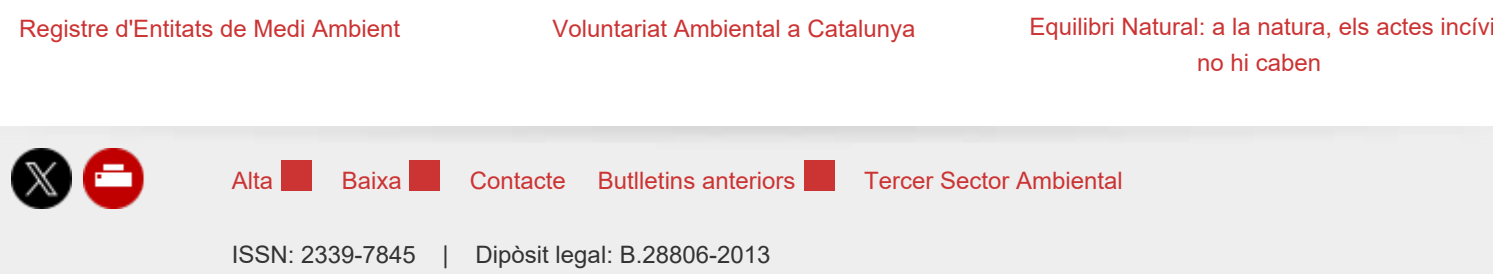 Registre d'Entitats de Medi Ambient
Voluntariat Ambiental a Catalunya
Equilibri Natural: a la natura, els actes incívi
no hi caben
Alta Baixa Contacte Butlletins anteriors Tercer Sector Ambiental
ISSN: 2339-7845 | Dipòsit legal: B.28806-2013